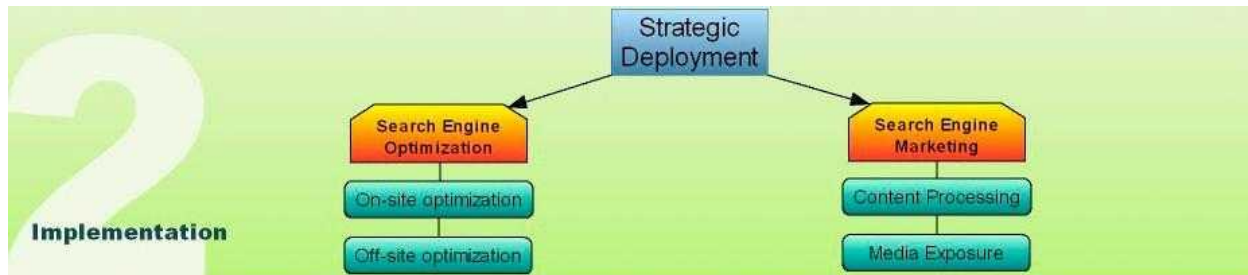 2
Implementation
Strategic
Deployment
Search Engine
Optimization
On-site optimization
Off-site optimization
Search Engine
Marketing
Content Processing
Media Exposure